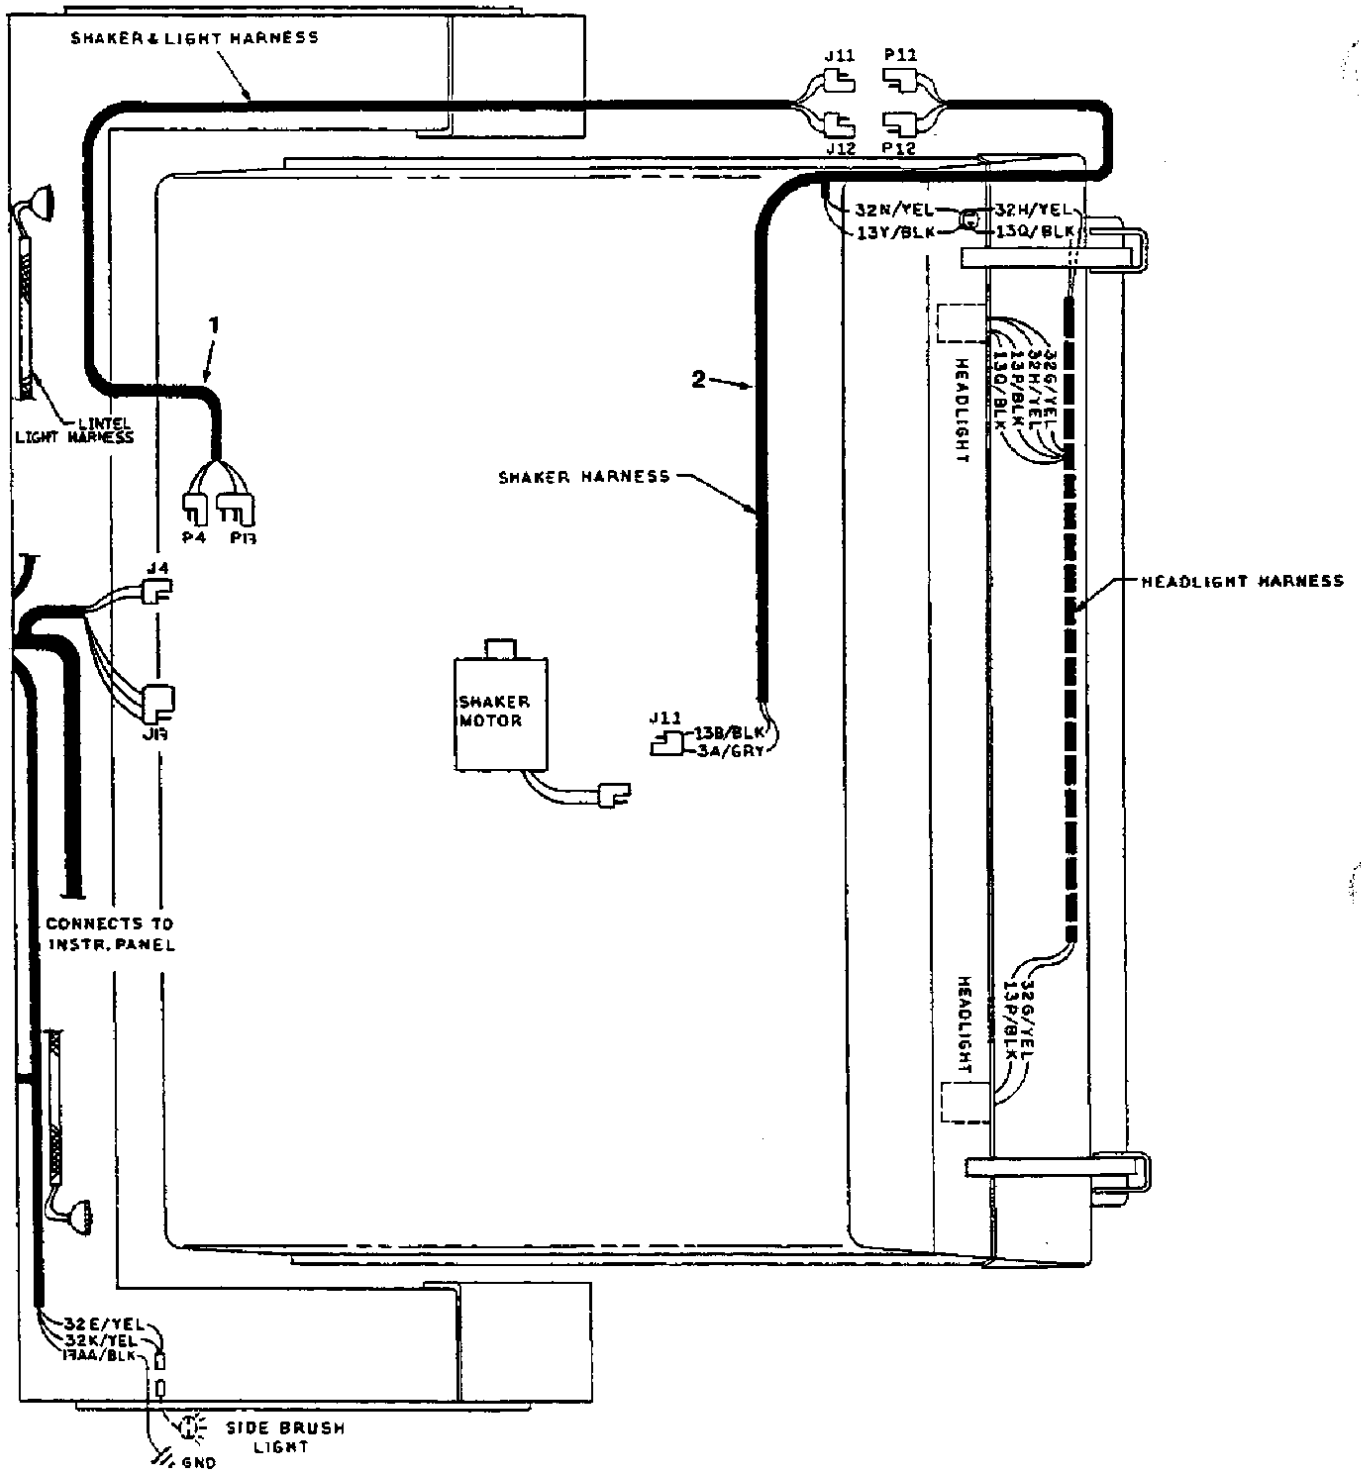 SHAKER & LIGHT HARNESS
J11
P11
J12
P12
32N/YEL
32H/YEL
13Y/BLK
13Q/BLK
1
2
HEADLIGHT
13Q/BLK
13P/BLK
32H/YEL
32G/YEL
LINTEL
LIGHT HARNESS
SHAKER HARNESS
P4
P13
J4
HEADLIGHT HARNESS
SHAKER
MOTOR
J11
13B/BLK
3A/GRY
J13
CONNECTS TO
INSTR. PANEL
HEADLIGHT
13P/BLK
32G/YEL
32E/YEL
32K/YEL
13AA/BLK
SIDE BRUSH
LIGHT
GND